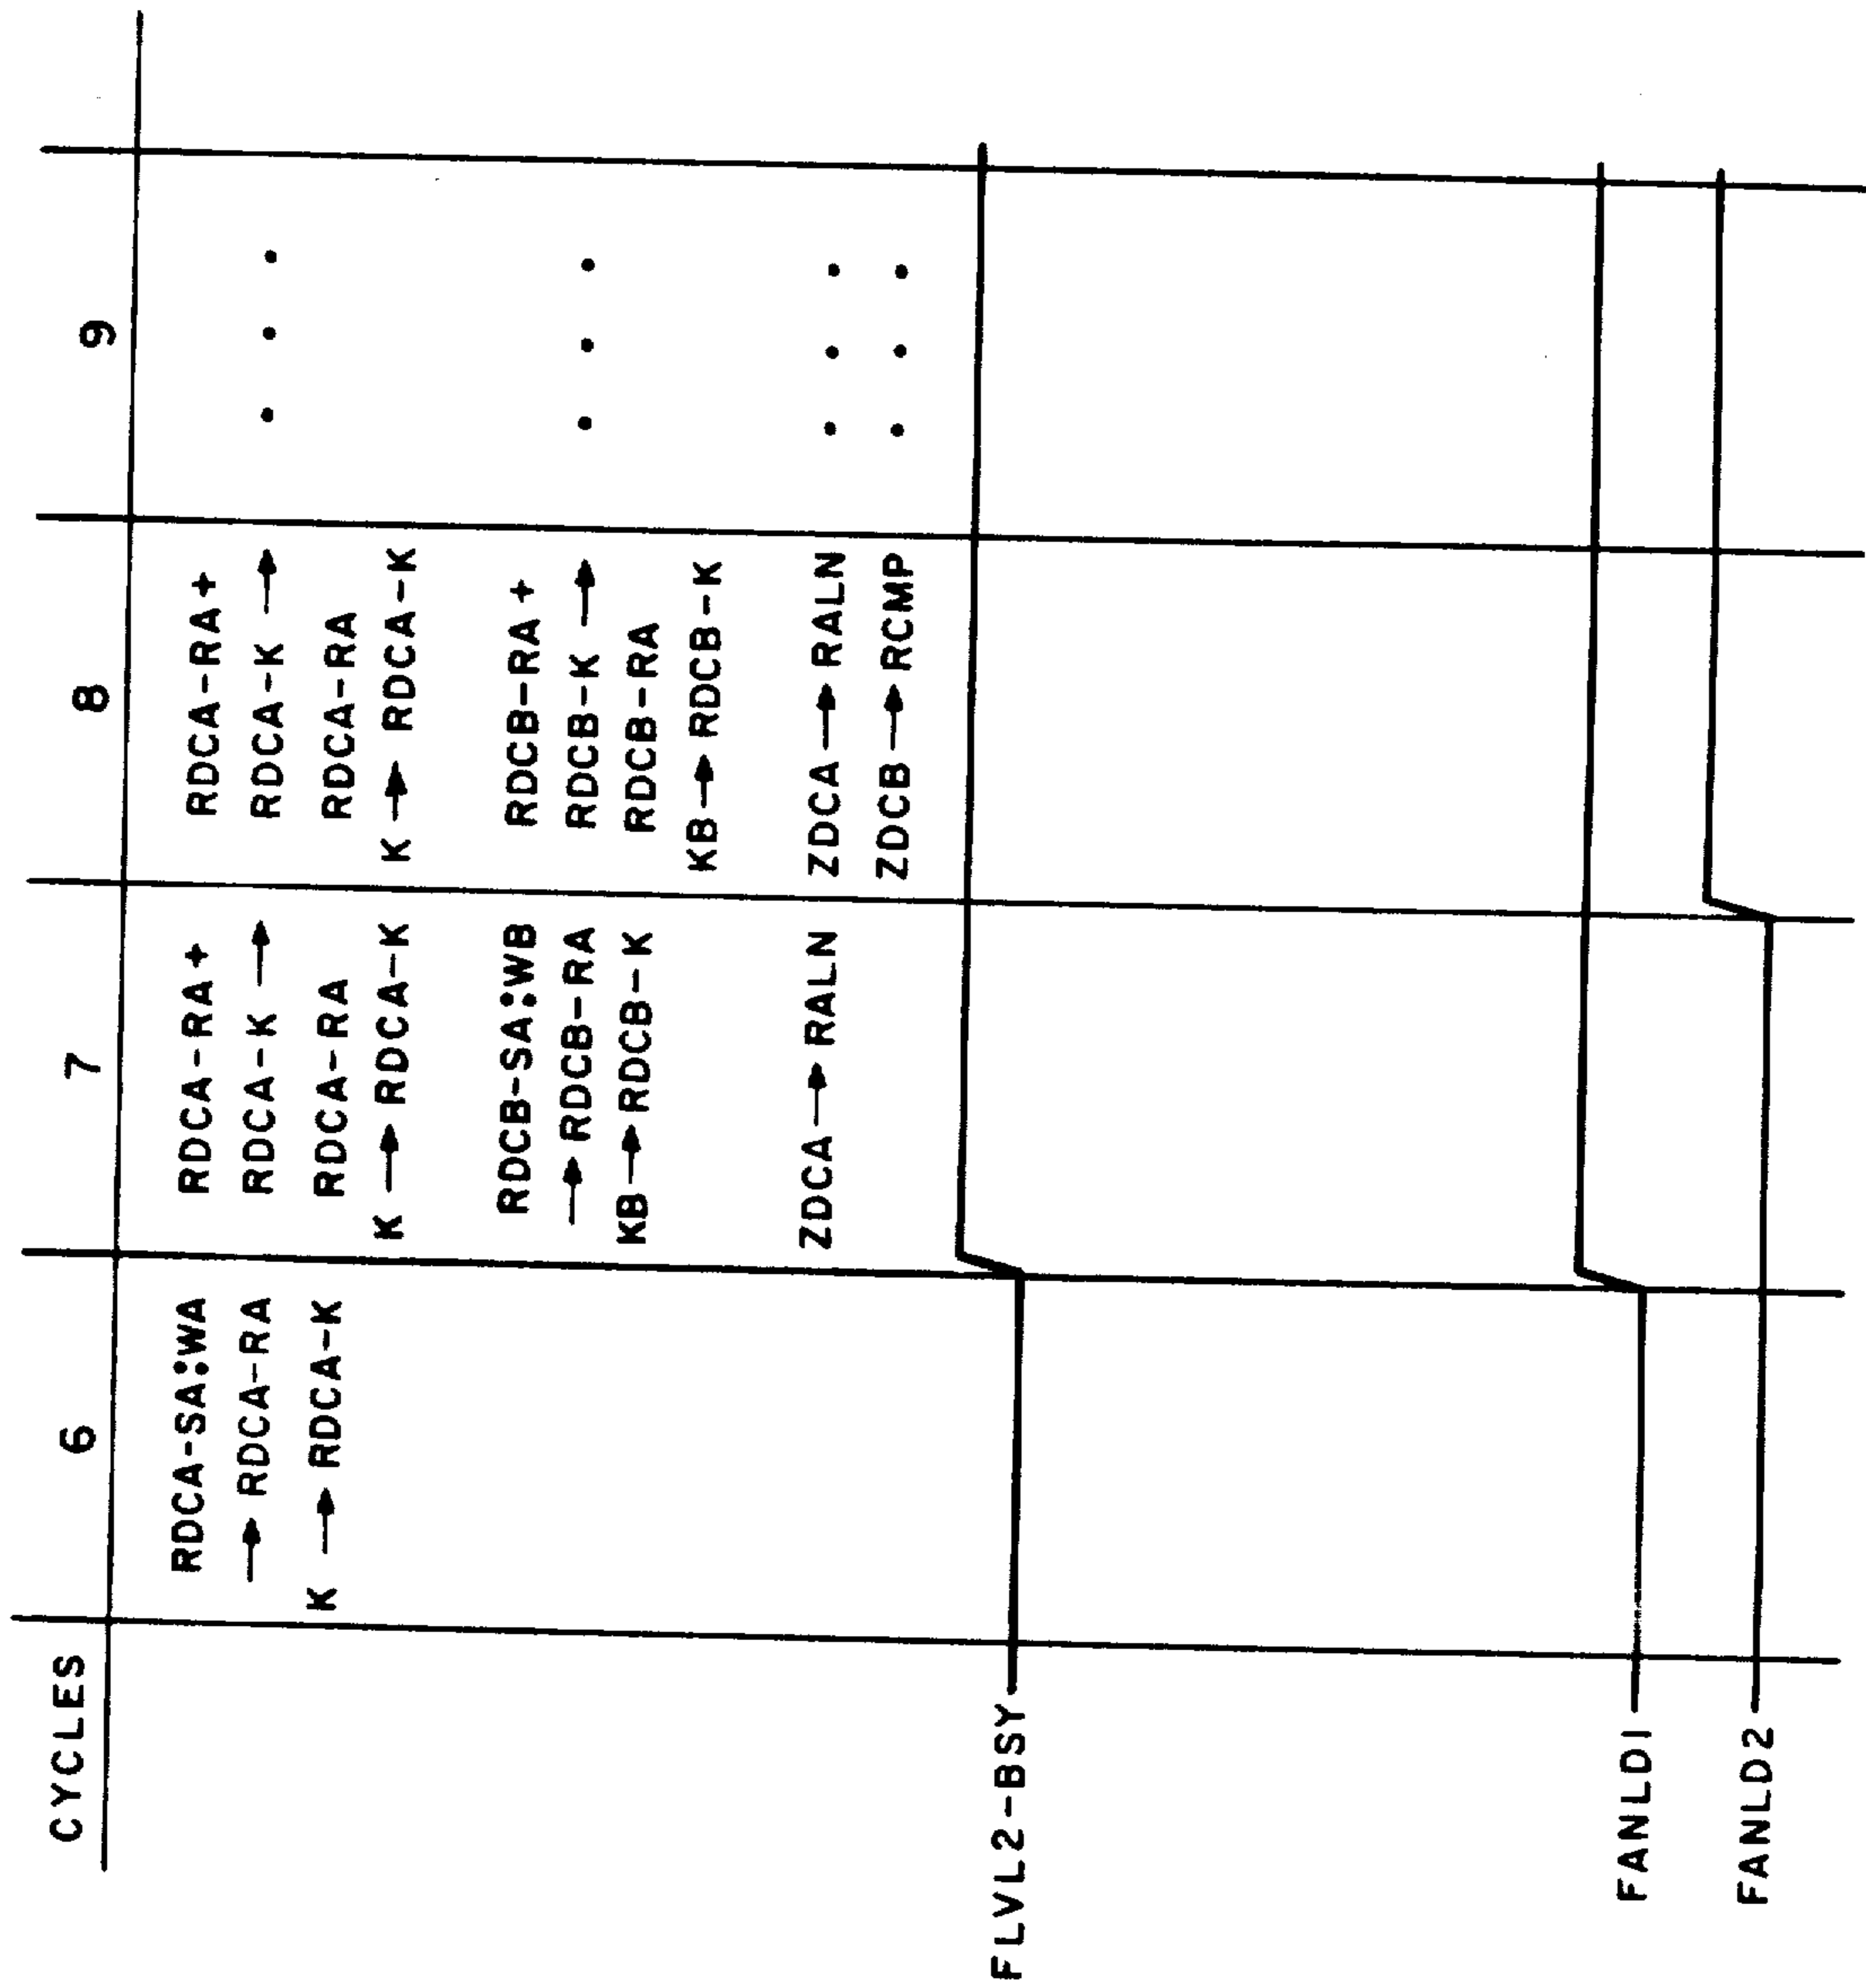 CYCLES 6 7 8 9
RDCA-SA:WA
→ RDCA-RA
K → RDCA-K
RDCA-RA+
RDCA-K →
RDCA-RA
K → RDCA-K
RDCB-SA:WB
→ RDCB-RA
KB → RDCB-K
ZDCA → RALN
RDCA-RA+
RDCA-K →
RDCA-RA
K → RDCA-K
RDCB-RA+
RDCB-K →
RDCB-RA
KB → RDCB-K
ZDCA → RALN
ZDCB → RCMP
• • •
• • •
• • •
• • •
FLVL2-BSY
FANLD1
FANLD2